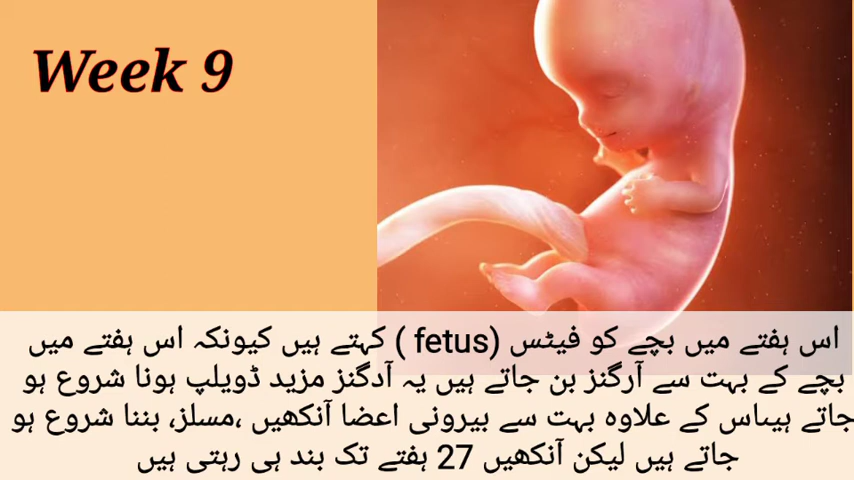 Week 9
اس ہفتے میں بچے کو فیٹس (fetus ) کہتے ہیں کیونکہ اس ہفتے میں
بچے کے بہت سے آرگنز بن جاتے ہیں یہ آدگنز مزید ڈویلپ ہونا شروع ہو
جاتے ہیںاس کے علاوہ بہت سے بیرونی اعضا آنکھیں ،مسلز، بننا شروع ہو
جاتے ہیں لیکن آنکھیں 27 ہفتے تک بند ہی رہتی ہیں